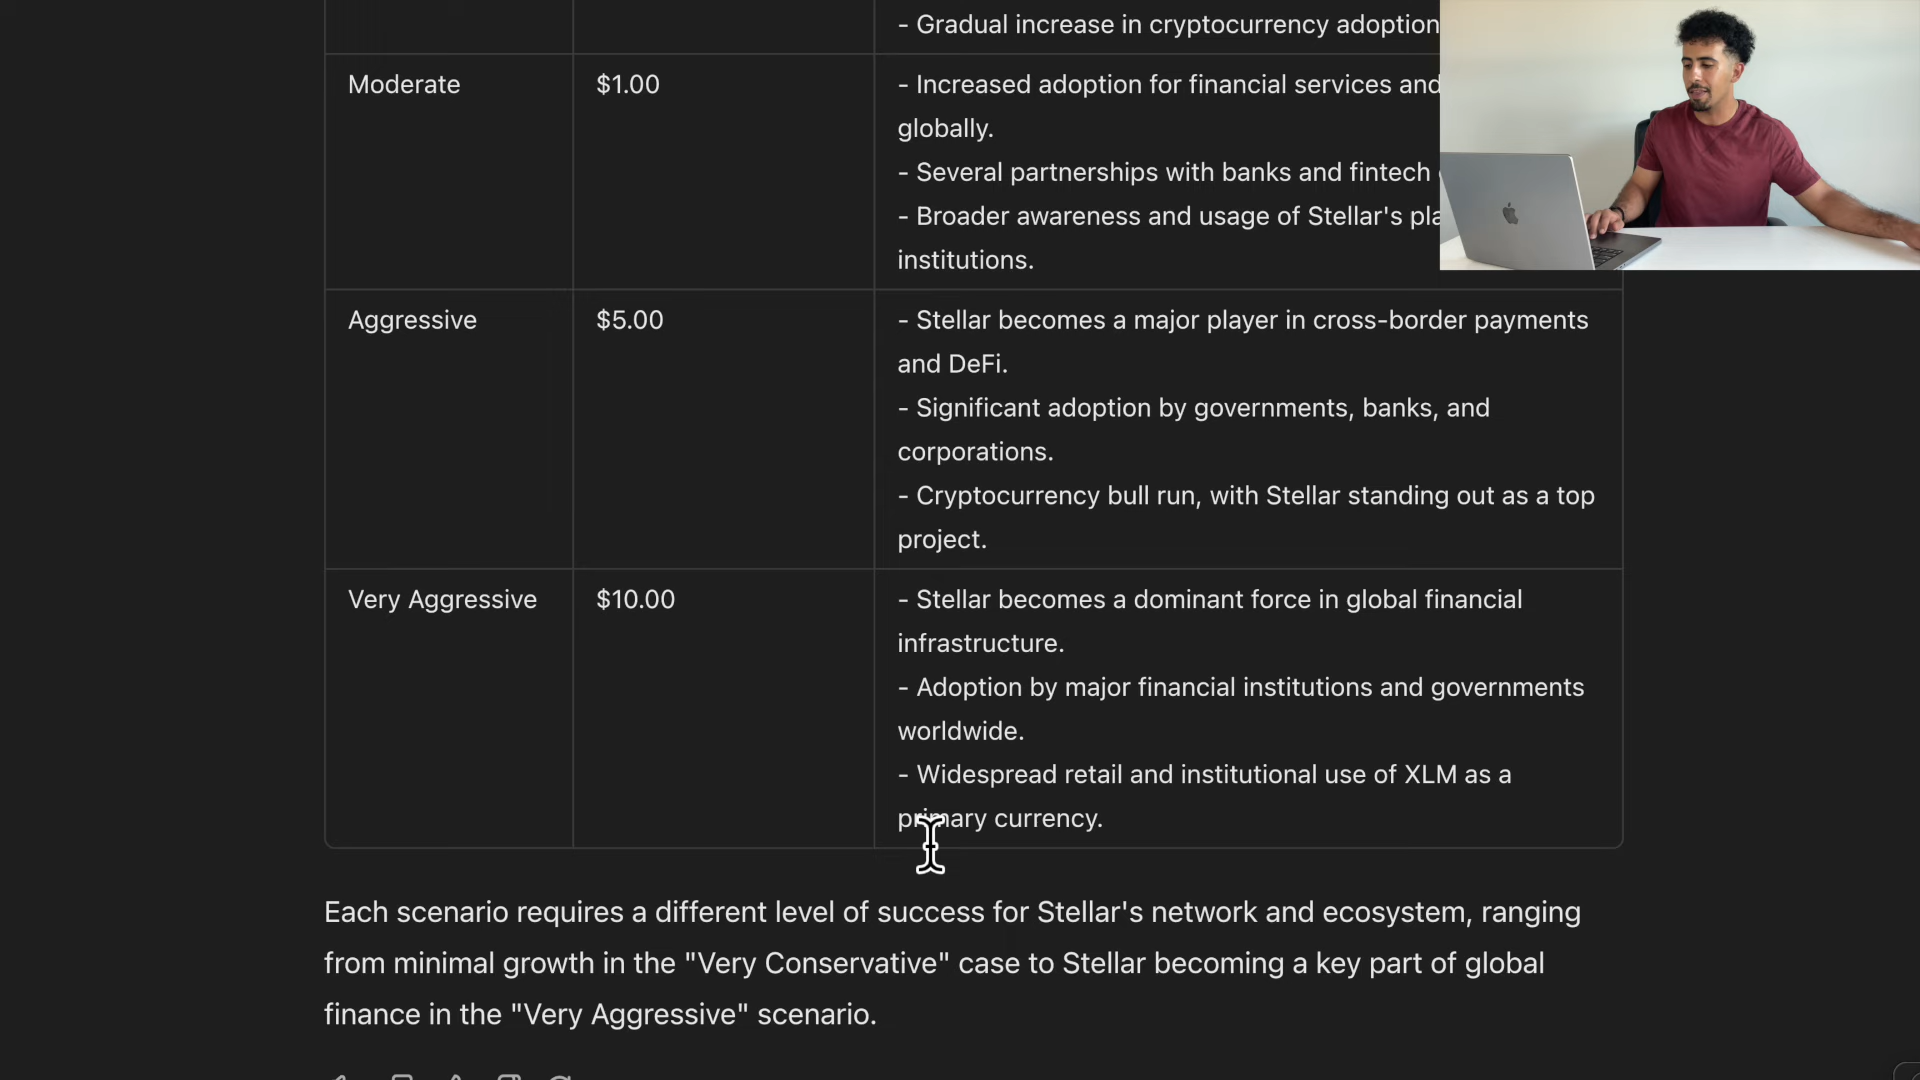 - Gradual increase in cryptocurrency adoption
Moderate
$1.00
- Increased adoption for financial services and
globally.
- Several partnerships with banks and fintech
- Broader awareness and usage of Stellar's
institutions.
Aggressive
$5.00
- Stellar becomes a major player in cross-border payments
and DeFi.
- Significant adoption by governments, banks, and
corporations.
- Cryptocurrency bull run, with Stellar standing out as a top
project.
Very Aggressive
$10.00
- Stellar becomes a dominant force in global financial
infrastructure.
- Adoption by major financial institutions and governments
worldwide.
- Widespread retail and institutional use of XLM as a
primary currency.
Each scenario requires a different level of success for Stellar's network and ecosystem, ranging
from minimal growth in the "Very Conservative" case to Stellar becoming a key part of global
finance in the "Very Aggressive" scenario.